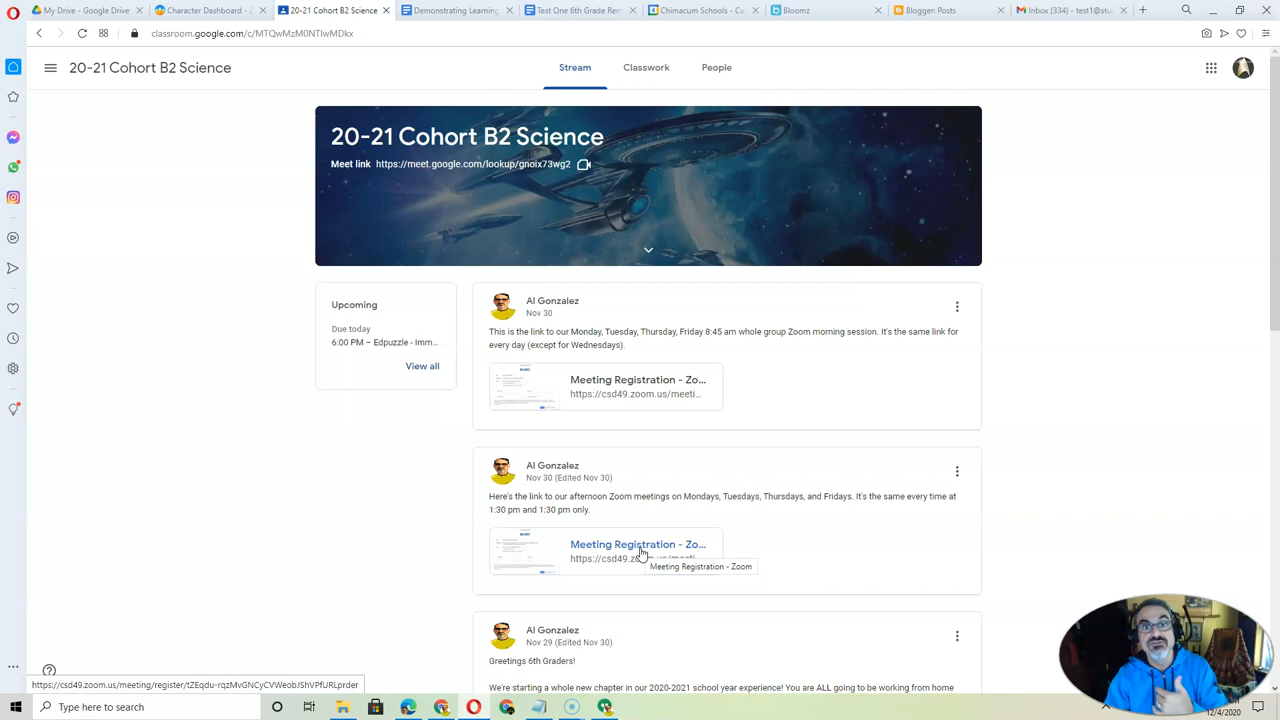 My Drive - Google Drive
Character Dashboard - Z
20-21 Cohort B2 Science
Demonstrating Learning
Test One 6th Grade Rem
Chimacum Schools - Cal
Bloomz
Blogger: Posts
Inbox (334) - test1@stud
classroom.google.com/c/MTQwMzM0NTIwMDkx
20-21 Cohort B2 Science
Stream
Classwork
People
20-21 Cohort B2 Science
Meet link https://meet.google.com/lookup/gnoix73wg2
Upcoming
Due today
6:00 PM – Edpuzzle - Imm...
View all
Al Gonzalez
Nov 30
This is the link to our Monday, Tuesday, Thursday, Friday 8:45 am whole group Zoom morning session. It's the same link for
every day (except for Wednesdays).
Meeting Registration - Zo...
https://csd49.zoom.us/meeti...
Al Gonzalez
Nov 30 (Edited Nov 30)
Here's the link to our afternoon Zoom meetings on Mondays, Tuesdays, Thursdays, and Fridays. It's the same every time at
1:30 pm and 1:30 pm only.
Meeting Registration - Zo...
https://csd49.zoom.us/meeti...
Meeting Registration - Zoom
Al Gonzalez
Nov 29 (Edited Nov 30)
Greetings 6th Graders!
We're starting a whole new chapter in our 2020-2021 school year experience! You are ALL going to be working from home
https://csd49.zoom.us/meeting/register/tZEqdu-rqzMvGNCyCVWeobJShVPfURLprder
Type here to search
12/4/2020